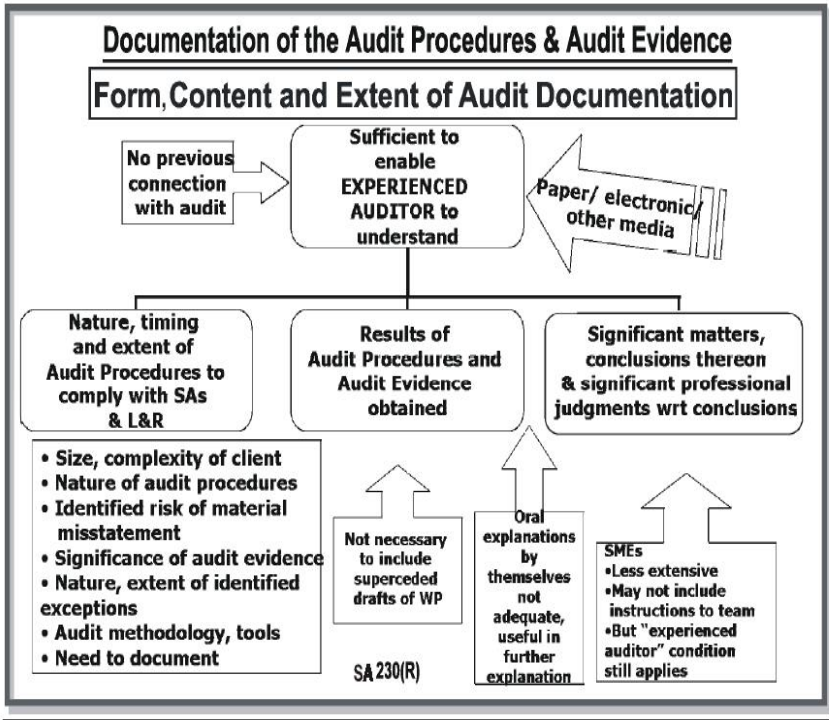 Documentation of the Audit Procedures & Audit Evidence
Form, Content and Extent of Audit Documentation
No previous
connection
with audit
Sufficient to
enable
EXPERIENCED
AUDITOR to
understand
Paper/ electronic/
other media
Nature, timing
and extent of
Audit Procedures to
comply with SAs
& L&R
Results of
Audit Procedures and
Audit Evidence
obtained
Significant matters,
conclusions thereon
& significant professional
judgments wrt conclusions
• Size, complexity of client
• Nature of audit procedures
• Identified risk of material
misstatement
• Significance of audit evidence
• Nature, extent of identified
exceptions
• Audit methodology, tools
• Need to document
Not necessary
to include
superceded
drafts of WP
Oral
explanations
by
themselves
not
adequate,
useful in
further
explanation
SMEs
•Less extensive
•May not include
instructions to team
•But “experienced
auditor” condition
still applies
SA 230(R)